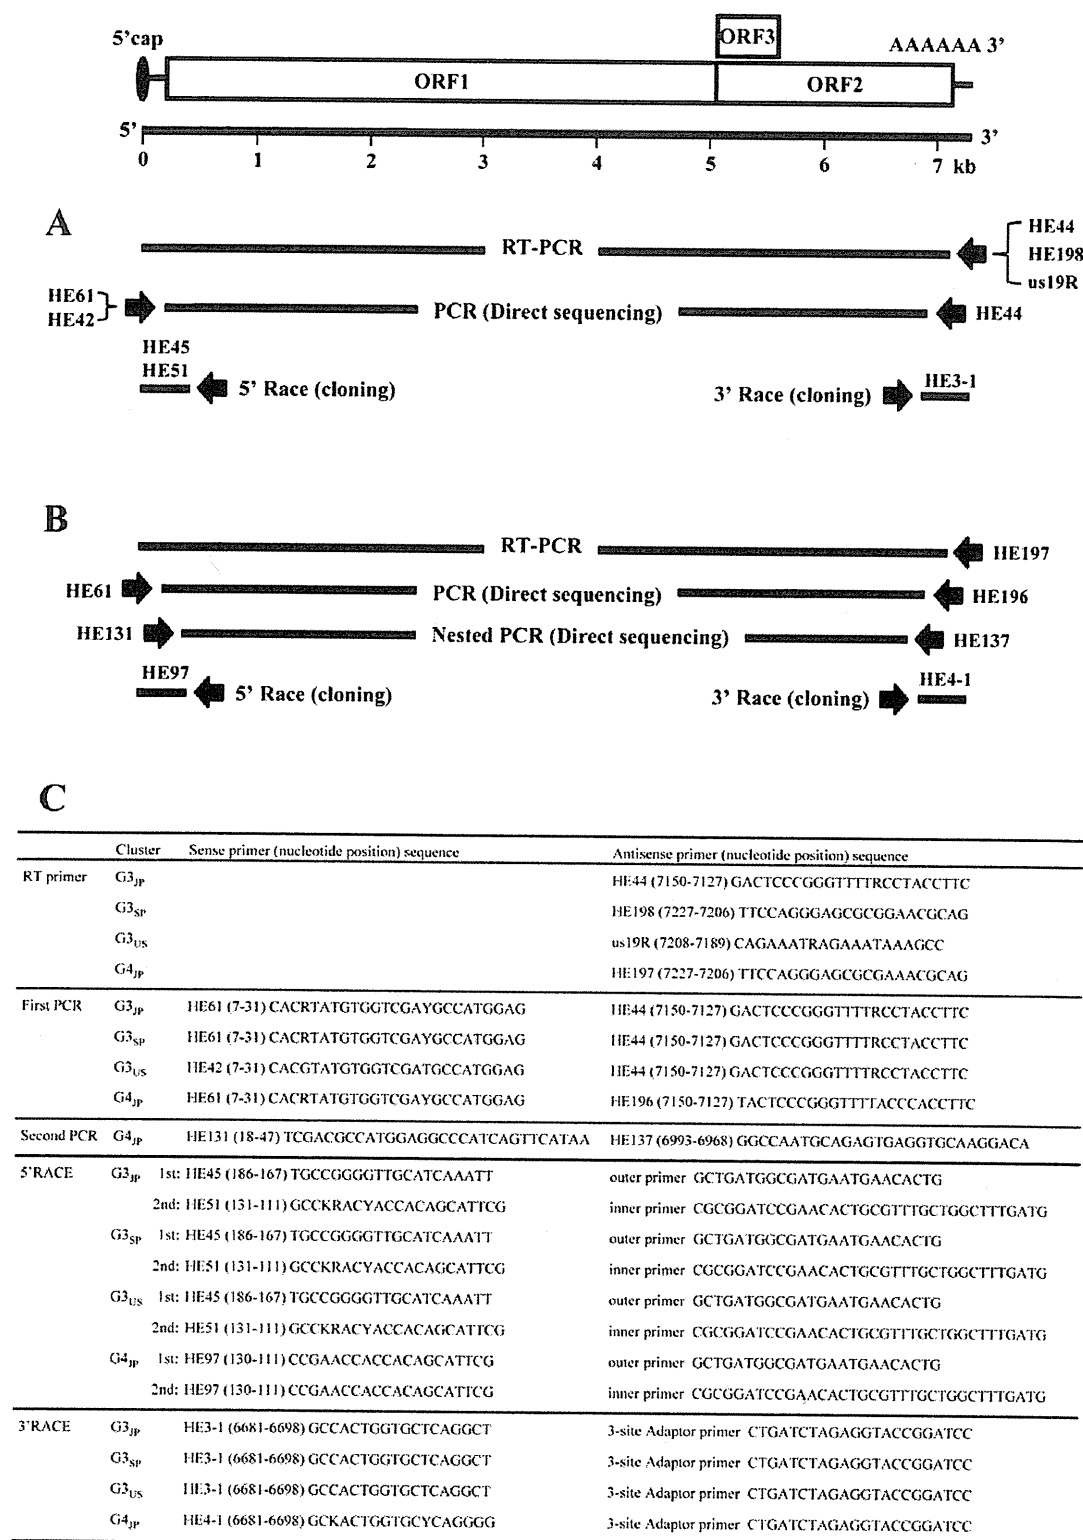 ORF3
5’cap
AAAAAA 3’
ORF1
ORF2
5’
3’
0 1 2 3 4 5 6 7 kb
A
RT-PCR
HE44
HE198
us19R
HE61
HE42
PCR (Direct sequencing)
HE44
HE45
HE51
5’ Race (cloning)
3’ Race (cloning)
HE3-1
B
RT-PCR
HE197
HE61
PCR (Direct sequencing)
HE196
HE131
Nested PCR (Direct sequencing)
HE137
HE97
5’ Race (cloning)
3’ Race (cloning)
HE4-1
C
Cluster Sense primer (nucleotide position) sequence Antisense primer (nucleotide position) sequence
RT primer G3JP HE44 (7150-7127) GACTCCCGGGTTTTRCCTACCTTC
G3SP HE198 (7227-7206) TTCCAGGGAGCGCGGAACGCAG
G3US us19R (7208-7189) CAGAAATRAGAAATAAAGCC
G4JP HE197 (7227-7206) TTCCAGGGAGCGCGAAACGCAG
First PCR G3JP HE61 (7-31) CACRTATGTGGTCGAYGCCATGGAG HE44 (7150-7127) GACTCCCGGGTTTTRCCTACCTTC
G3SP HE61 (7-31) CACRTATGTGGTCGAYGCCATGGAG HE44 (7150-7127) GACTCCCGGGTTTTRCCTACCTTC
G3US HE42 (7-31) CACGTATGTGGTCGATGCCATGGAG HE44 (7150-7127) GACTCCCGGGTTTTRCCTACCTTC
G4JP HE61 (7-31) CACRTATGTGGTCGAYGCCATGGAG HE196 (7150-7127) TACTCCCGGGTTTTACCCACCTTC
Second PCR G4JP HE131 (18-47) TCGACGCCATGGAGGCCCATCAGTTCATAA HE137 (6993-6968) GGCCAATGCAGAGTGAGGTGCAAGGACA
5’RACE G3JP 1st: HE45 (186-167) TGCCGGGGTTGCATCAAATT outer primer GCTGATGGCGATGAATGAACACTG
2nd: HE51 (131-111) GCCKRACYACCACAGCATTCG inner primer CGCGGATCCGAACACTGCGTTTGCTGGCTTTGATG
G3SP 1st: HE45 (186-167) TGCCGGGGTTGCATCAAATT outer primer GCTGATGGCGATGAATGAACACTG
2nd: HE51 (131-111) GCCKRACYACCACAGCATTCG inner primer CGCGGATCCGAACACTGCGTTTGCTGGCTTTGATG
G3US 1st: HE45 (186-167) TGCCGGGGTTGCATCAAATT outer primer GCTGATGGCGATGAATGAACACTG
2nd: HE51 (131-111) GCCKRACYACCACAGCATTCG inner primer CGCGGATCCGAACACTGCGTTTGCTGGCTTTGATG
G4JP 1st: HE97 (130-111) CCGAACCACCACAGCATTCG outer primer GCTGATGGCGATGAATGAACACTG
2nd: HE97 (130-111) CCGAACCACCACAGCATTCG inner primer CGCGGATCCGAACACTGCGTTTGCTGGCTTTGATG
3’RACE G3JP HE3-1 (6681-6698) GCCACTGGTGCTCAGGCT 3-site Adaptor primer CTGATCTAGAGGTACCGGATCC
G3SP HE3-1 (6681-6698) GCCACTGGTGCTCAGGCT 3-site Adaptor primer CTGATCTAGAGGTACCGGATCC
G3US HE3-1 (6681-6698) GCCACTGGTGCTCAGGCT 3-site Adaptor primer CTGATCTAGAGGTACCGGATCC
G4JP HE4-1 (6681-6698) GCKACTGGTGCYCAGGGG 3-site Adaptor primer CTGATCTAGAGGTACCGGATCC